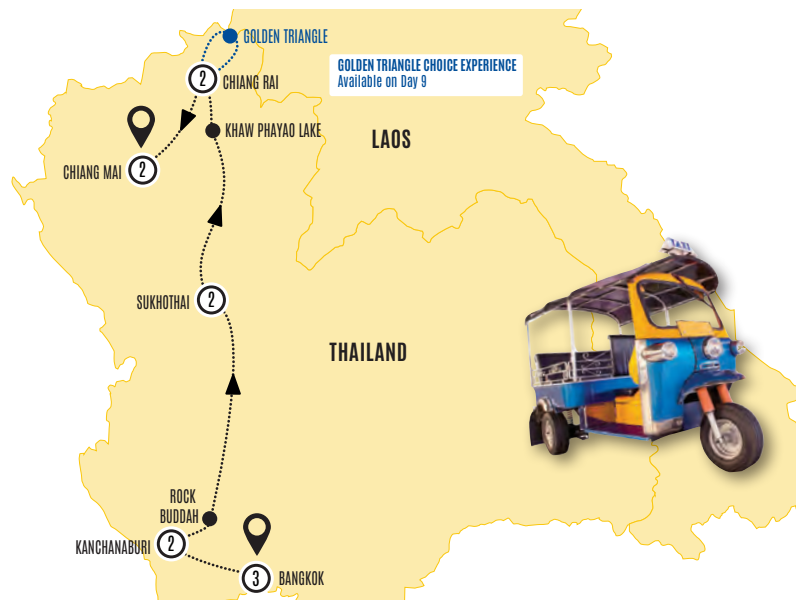 GOLDEN TRIANGLE
GOLDEN TRIANGLE CHOICE EXPERIENCE
Available on Day 9
2
CHIANG RAI
KHAW PHAYAO LAKE
LAOS
CHIANG MAI
2
SUKHOTHAI
2
TAXI
THAILAND
ROCK
BUDDAH
KANCHANABURI
2
3
BANGKOK